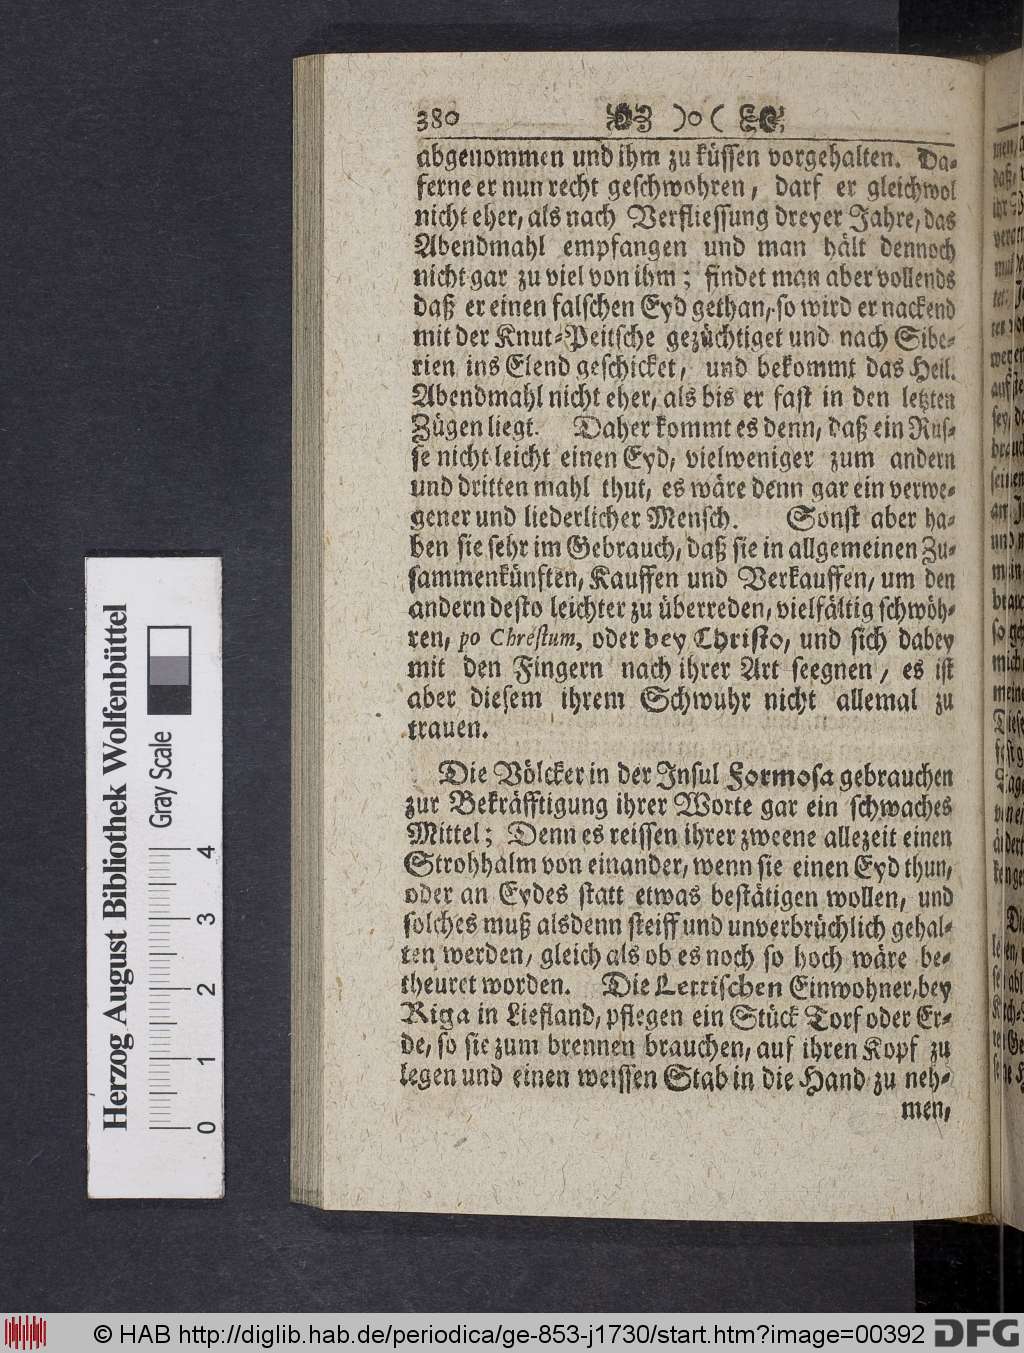 380 )o(
abgenommen und ihm zu küssen vorgehalten. Da-
ferne er nun recht geschwohren, darf er gleichwol
nicht eher, als nach Verfliessung dreyer Jahre, das
Abendmahl empfangen und man hält dennoch
nicht gar zu viel von ihm; findet man aber vollends
daß er einen falschen Eyd gethan, so wird er nackend
mit der Knut-Peitsche gezüchtiget und nach Sibe-
rien ins Elend geschicket, und bekommt das Heil.
Abendmahl nicht eher, als bis er fast in den letzten
Zügen liegt. Daher kommt es denn, daß ein Rus-
se nicht leicht einen Eyd, vielweniger zum andern
und dritten mahl thut, es wäre denn gar ein verwe-
gener und liederlicher Mensch. Sonst aber ha-
ben sie sehr im Gebrauch, daß sie in allgemeinen Zu-
sammenkünften, Kauffen und Verkauffen, um den
andern desto leichter zu überreden, vielfältig schwöh-
ren, po Chrestum, oder bey Christo, und sich dabey
mit den Fingern nach ihrer Art seegnen, es ist
aber diesem ihrem Schwuhr nicht allemal zu
trauen.
Die Völcker in der Insul Formosa gebrauchen
zur Bekräfftigung ihrer Worte gar ein schwaches
Mittel; Denn es reissen ihrer zweene allezeit einen
Strohhalm von einander, wenn sie einen Eyd thun,
oder an Eydes statt etwas bestätigen wollen, und
solches muß alsdenn steiff und unverbrüchlich gehal-
ten werden, gleich als ob es noch so hoch wäre be-
theuret worden. Die Lettischen Einwohner, bey
Riga in Liefland, pflegen ein Stück Torf oder Er-
de, so sie zum brennen brauchen, auf ihren Kopf zu
legen und einen weissen Stab in die Hand zu neh-
men,
Herzog August Bibliothek Wolfenbüttel
Gray Scale
0 1 2 3 4
© HAB http://diglib.hab.de/periodica/ge-853-j1730/start.htm?image=00392
DFG